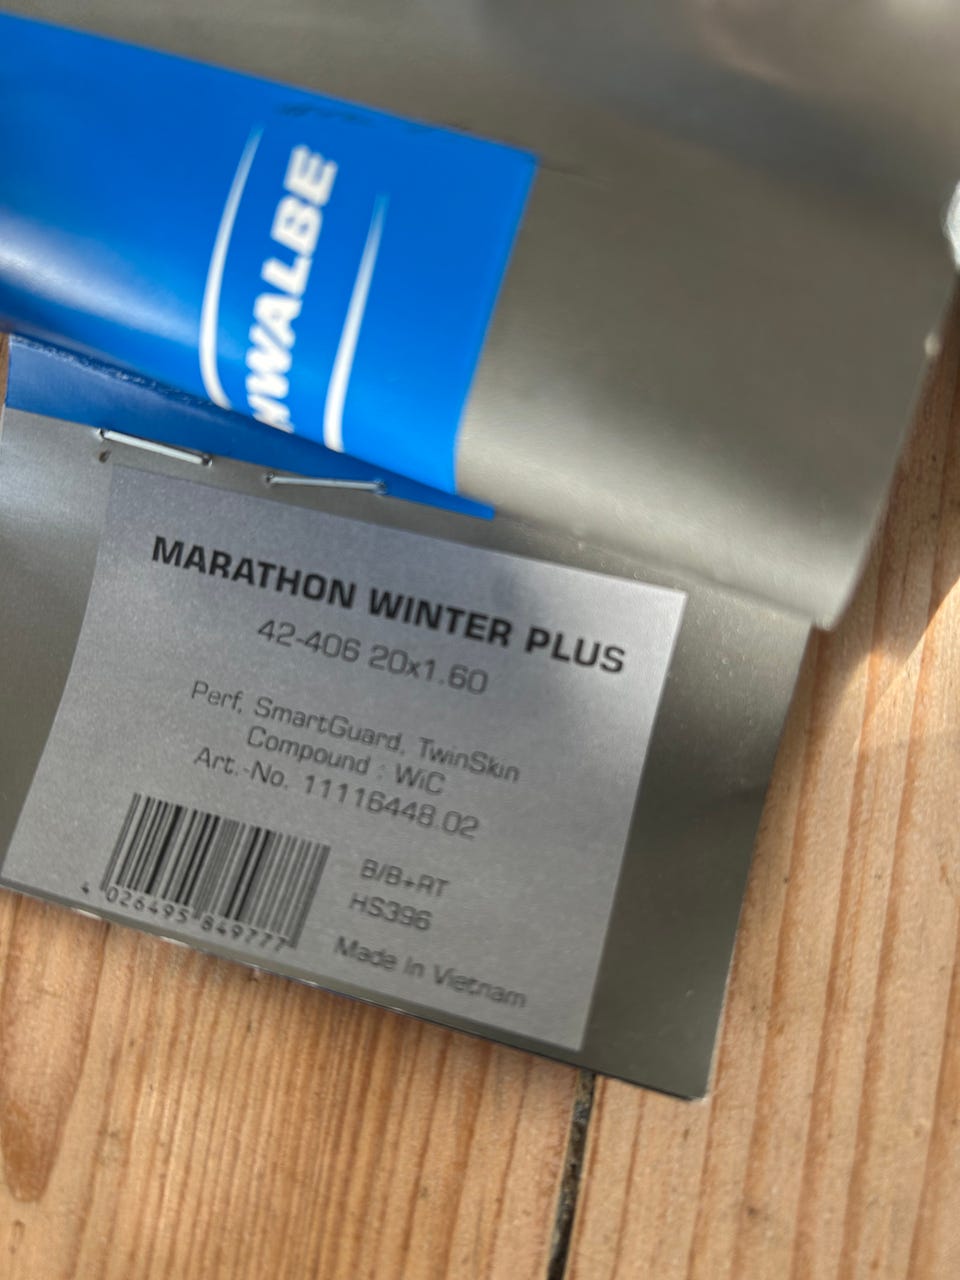 HWALBE
MARATHON WINTER PLUS
42-406 20x1.60
Perf, SmartGuard, TwinSkin
Compound : WiC
Art.-No. 11116448.02
B/B+RT
HS396
4 026495 849777
Made In Vietnam